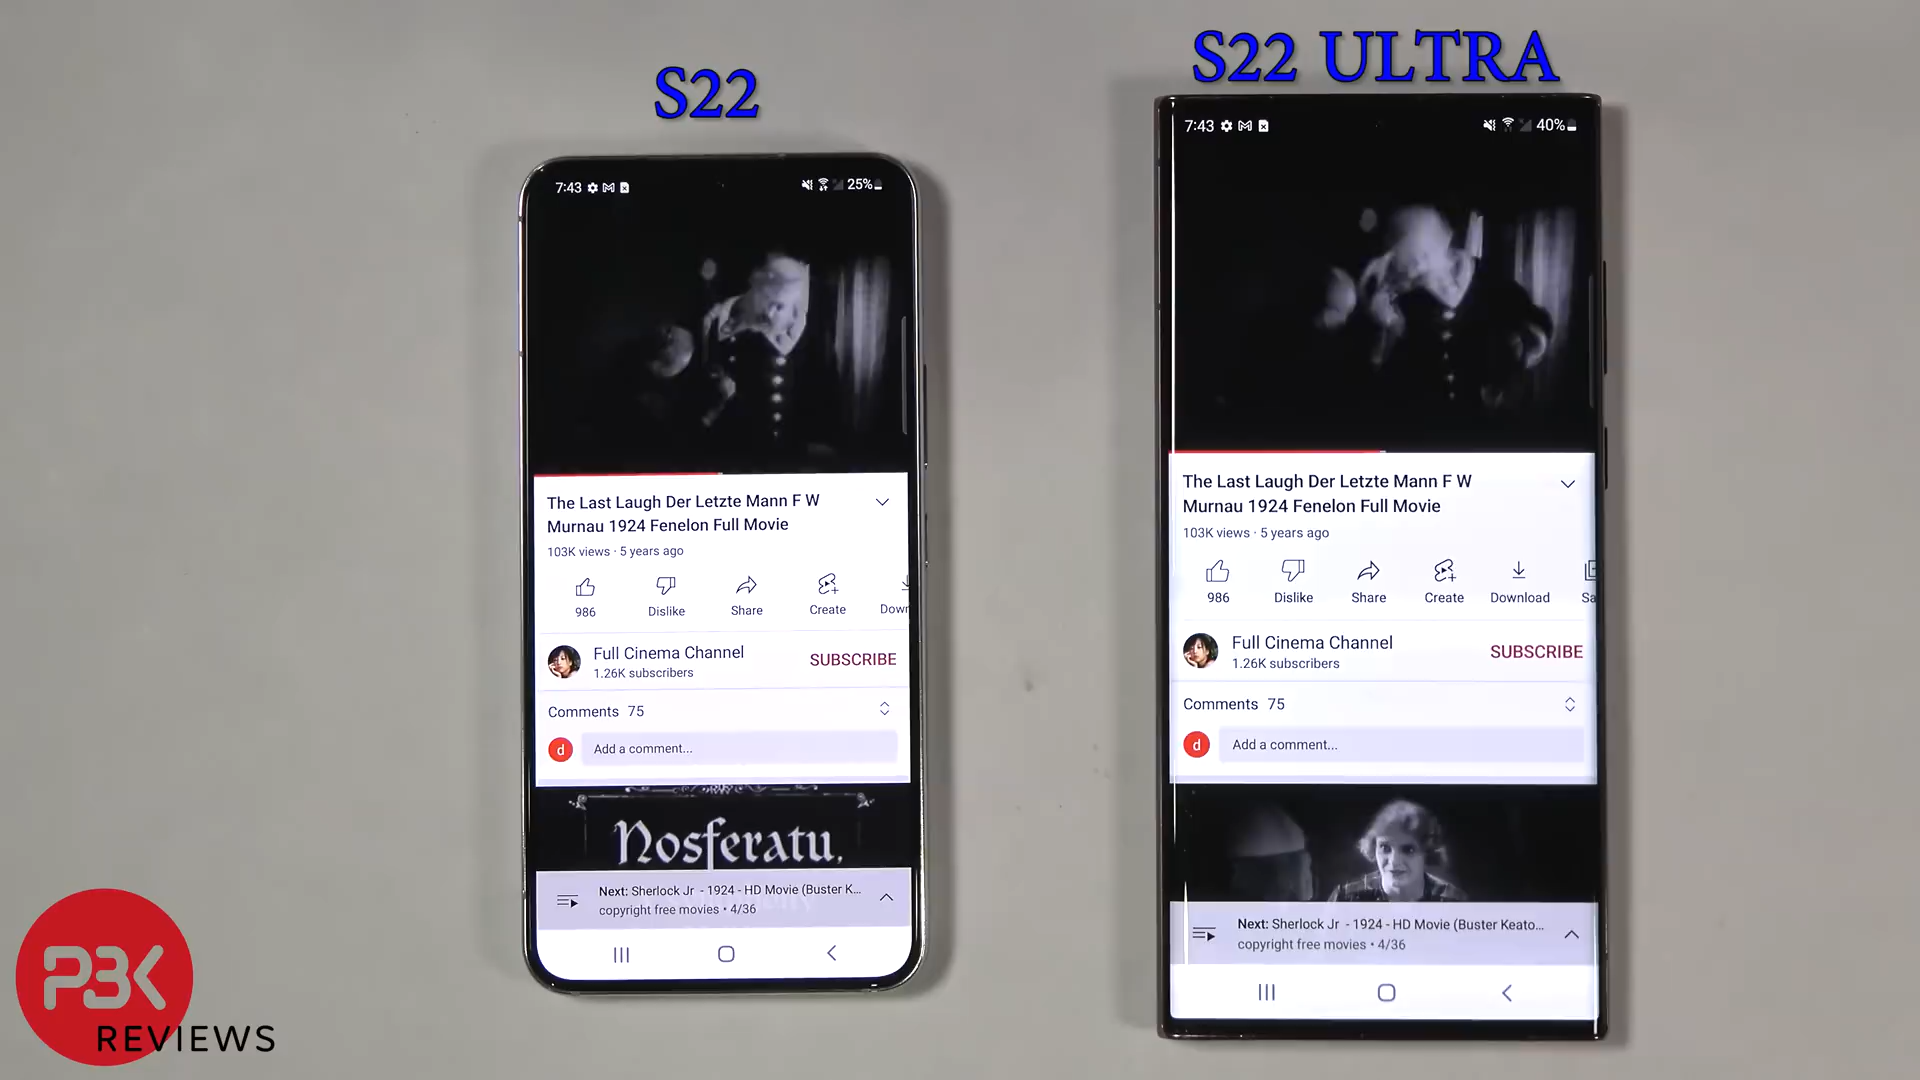 S22
S22 ULTRA
7:43
25%
The Last Laugh Der Letzte Mann F W
Murnau 1924 Fenelon Full Movie
103K views · 5 years ago
986
Dislike
Share
Create
Down
Full Cinema Channel
1.26K subscribers
SUBSCRIBE
Comments 75
d
Add a comment...
Nosferatu,
Next: Sherlock Jr - 1924 - HD Movie (Buster K...
copyright free movies • 4/36
7:43
40%
The Last Laugh Der Letzte Mann F W
Murnau 1924 Fenelon Full Movie
103K views · 5 years ago
986
Dislike
Share
Create
Download
Sa
Full Cinema Channel
1.26K subscribers
SUBSCRIBE
Comments 75
d
Add a comment...
Next: Sherlock Jr - 1924 - HD Movie (Buster Keato...
copyright free movies • 4/36
PBK
REVIEWS